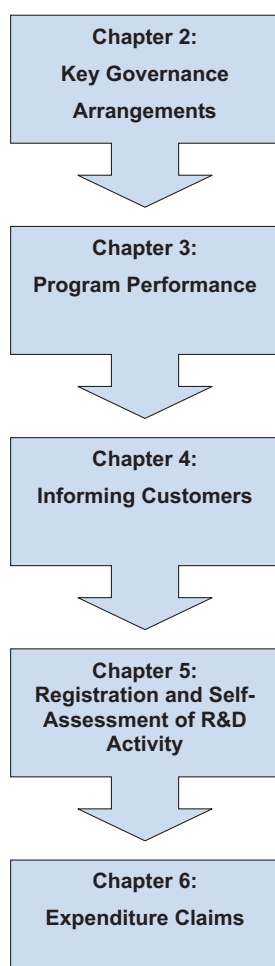 Chapter 2:
Key Governance
Arrangements
Chapter 3:
Program Performance
Chapter 4:
Informing Customers
Chapter 5:
Registration and Self-
Assessment of R&D
Activity
Chapter 6:
Expenditure Claims